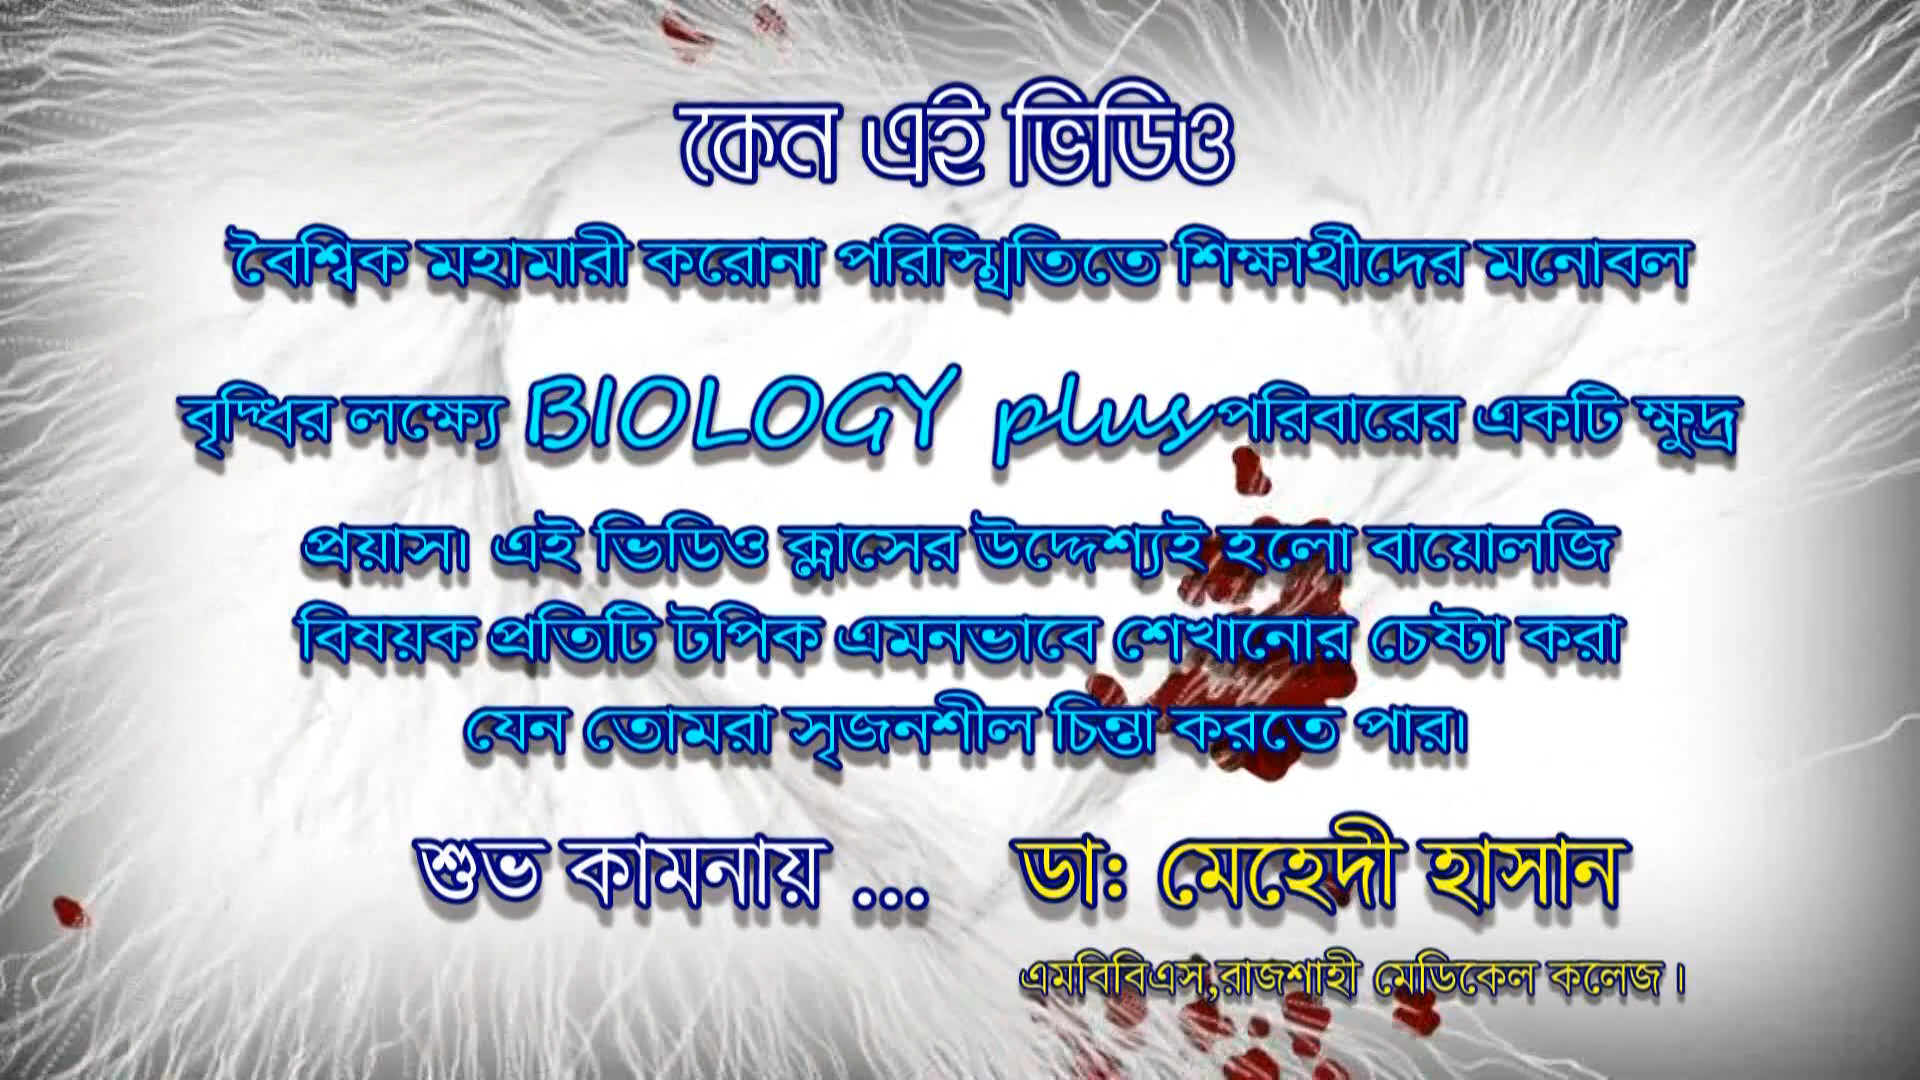 কেন এই ভিডিও
বৈশ্বিক মহামারী করোনা পরিস্থিতিতে শিক্ষার্থীদের মনোবল
বৃদ্ধির লক্ষ্যে BIOLOGY plus পরিবারের একটি ক্ষুদ্র
প্রয়াস। এই ভিডিও ক্লাসের উদ্দেশ্যই হলো বায়োলজি
বিষয়ক প্রতিটি টপিক এমনভাবে শেখানোর চেষ্টা করা
যেন তোমরা সৃজনশীল চিন্তা করতে পার।
শুভ কামনায় ... ডাঃ মেহেদী হাসান
এমবিবিএস,রাজশাহী মেডিকেল কলেজ।